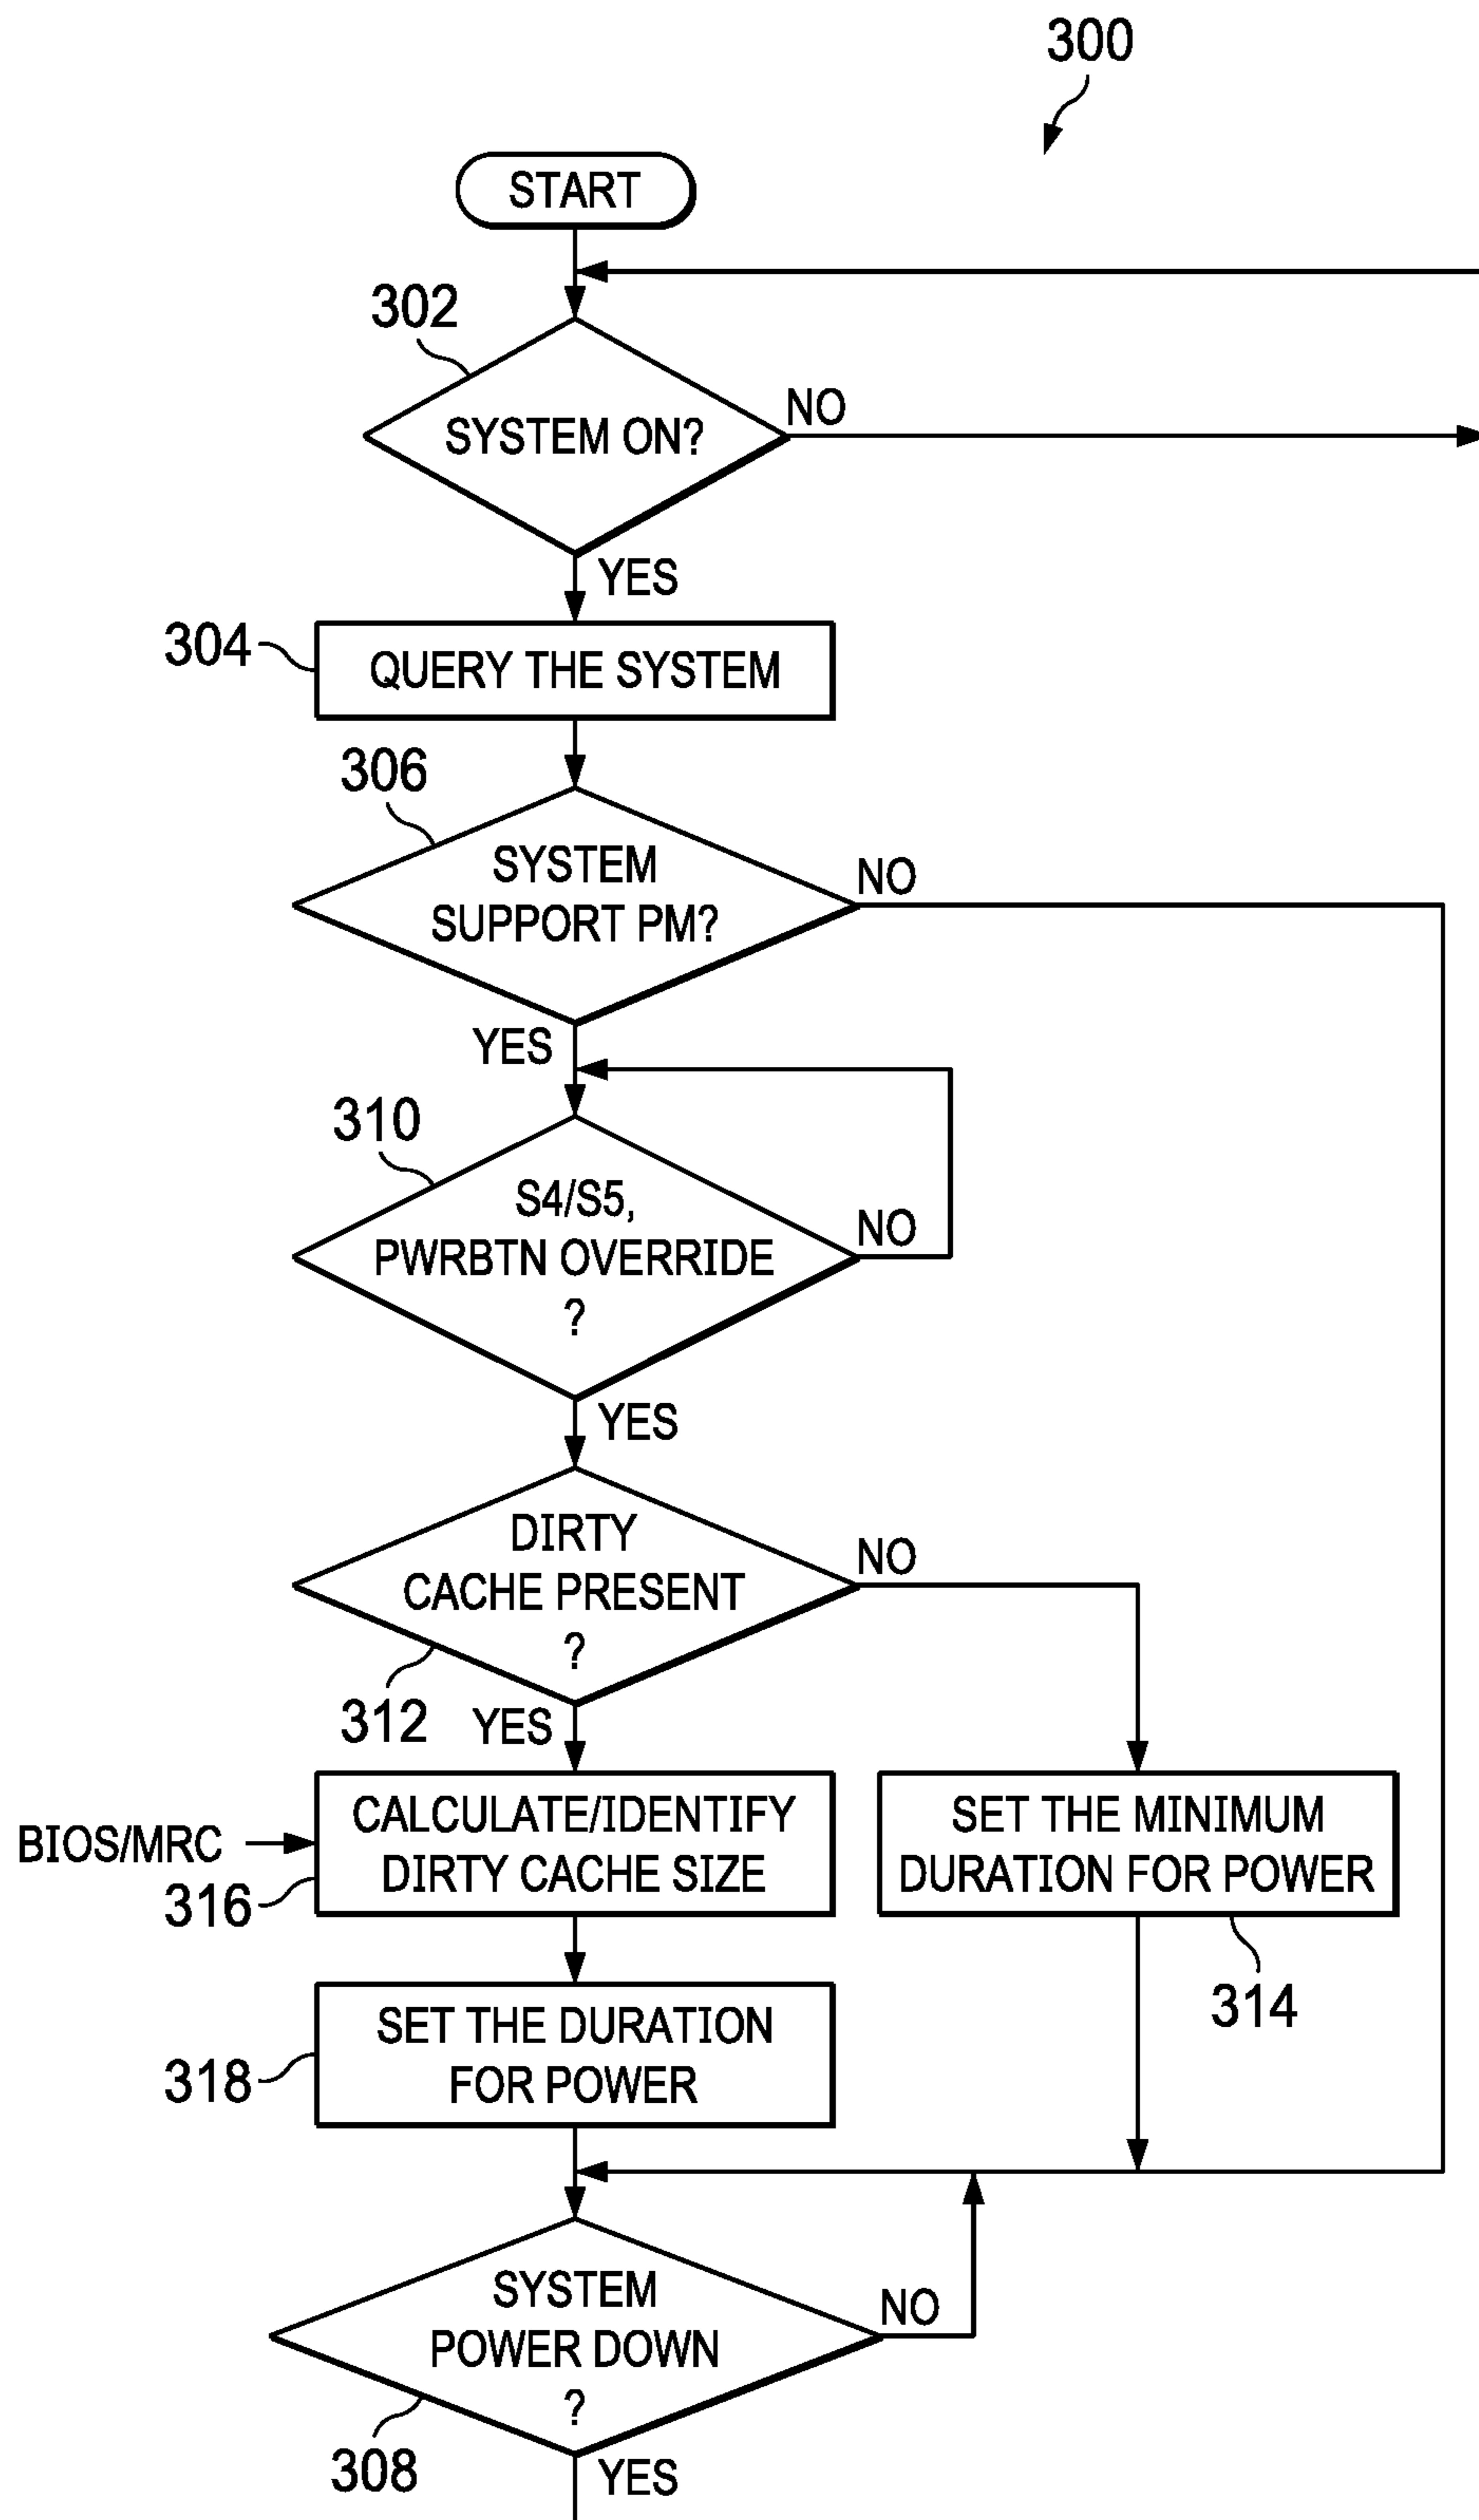 300
START
302
SYSTEM ON?
NO
YES
304
QUERY THE SYSTEM
306
SYSTEM
SUPPORT PM?
NO
YES
310
S4/S5,
PWRBTN OVERRIDE
?
NO
YES
DIRTY
CACHE PRESENT
?
NO
312
YES
CALCULATE/IDENTIFY
DIRTY CACHE SIZE
BIOS/MRC
316
SET THE MINIMUM
DURATION FOR POWER
314
SET THE DURATION
FOR POWER
318
SYSTEM
POWER DOWN
?
NO
308
YES